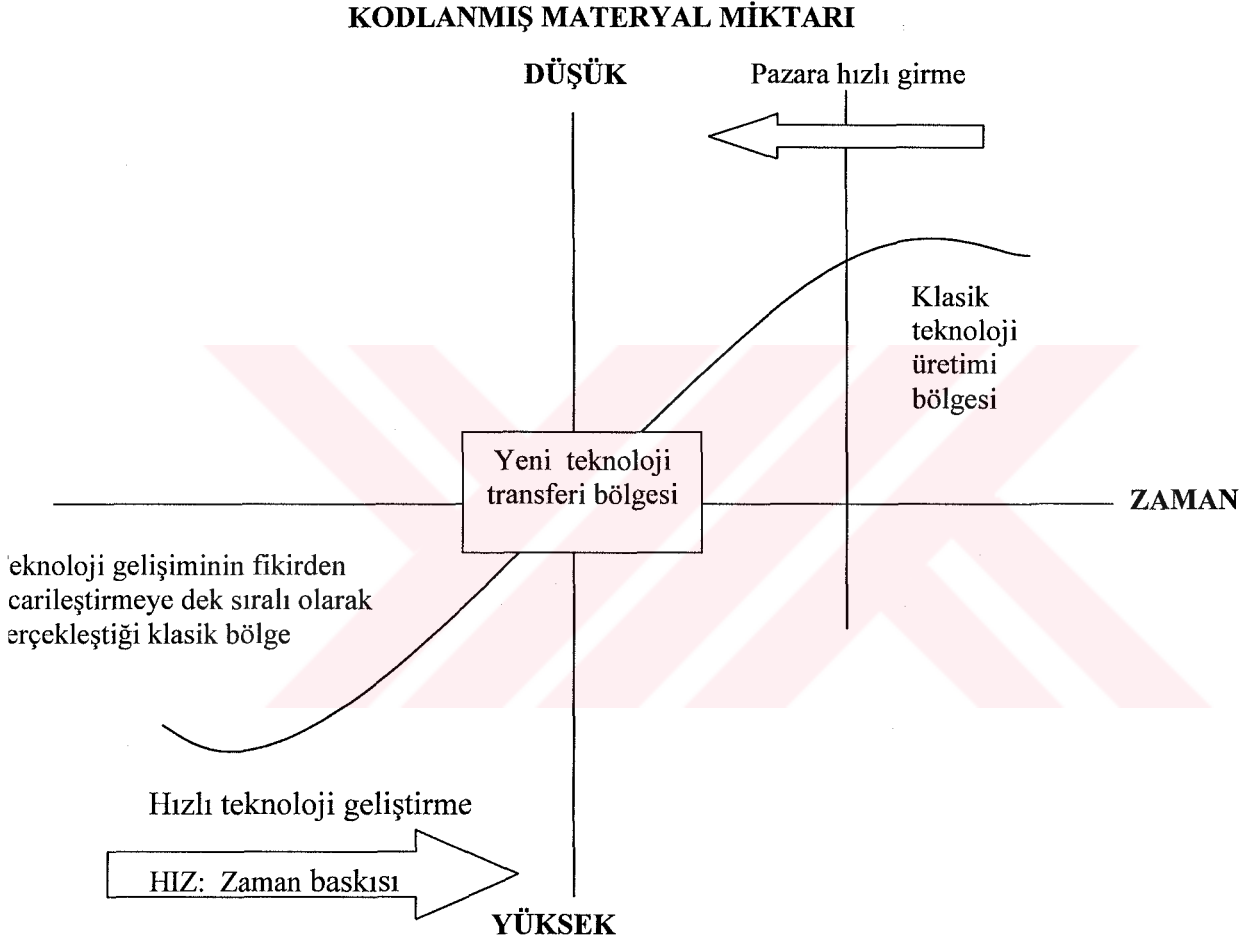 KODLANMIŞ MATERYAL MİKTARI
DÜŞÜK
Pazara hızlı girme
Klasik
teknoloji
üretimi
bölgesi
Yeni teknoloji
transferi bölgesi
ZAMAN
eknoloji gelişiminin fikirden
carileştirmeye dek sıralı olarak
erçekleştiği klasik bölge
Hızlı teknoloji geliştirme
HIZ: Zaman baskısı
YÜKSEK